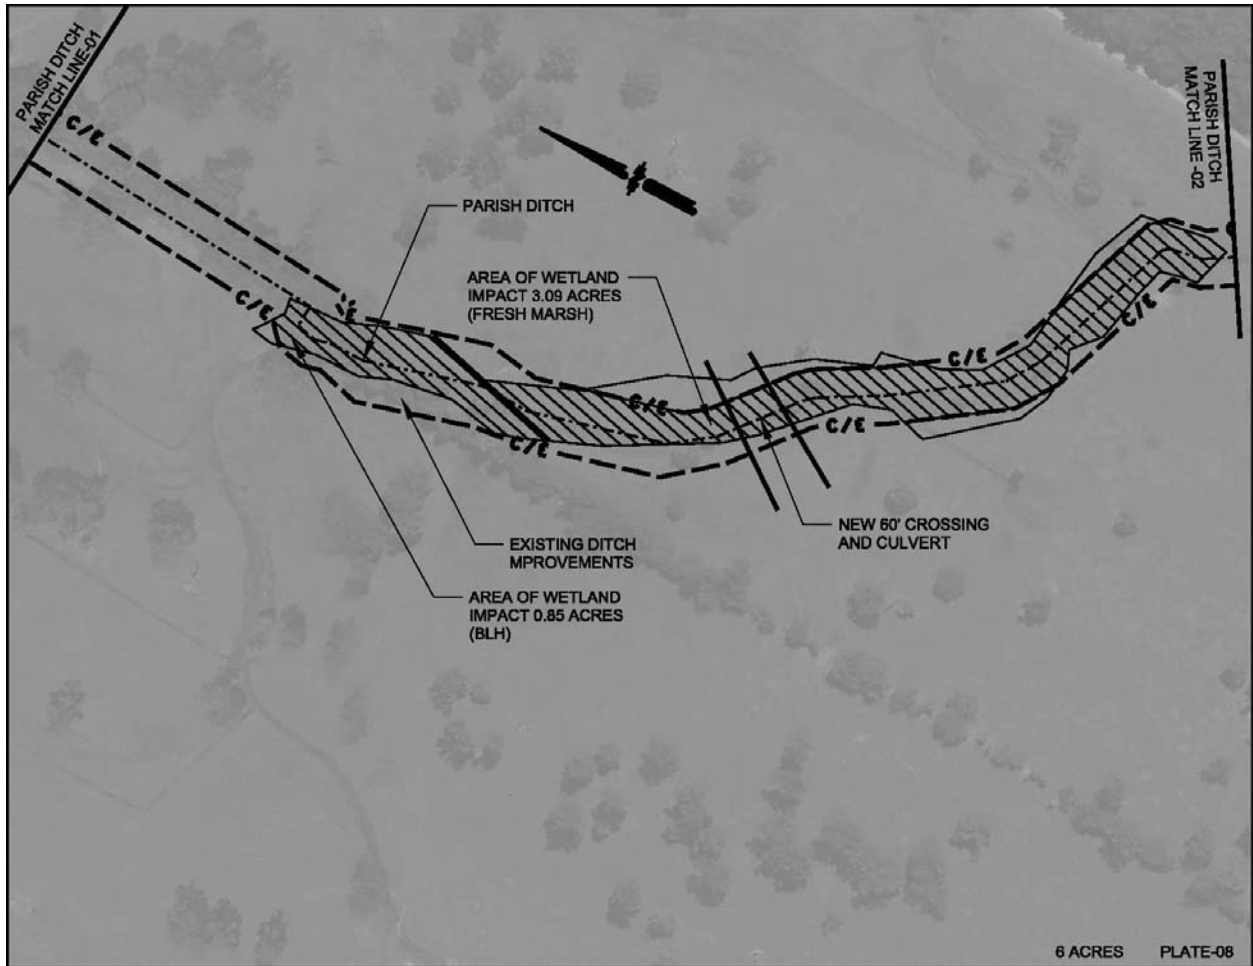 PARISH DITCH
MATCH LINE-01
C/E
PARISH DITCH
MATCH LINE -02
PARISH DITCH
AREA OF WETLAND
IMPACT 3.09 ACRES
(FRESH MARSH)
C/E
C/E
C/E
C/E
C/E
C/E
NEW 60' CROSSING
AND CULVERT
EXISTING DITCH
MPROVEMENTS
AREA OF WETLAND
IMPACT 0.85 ACRES
(BLH)
6 ACRES PLATE-08